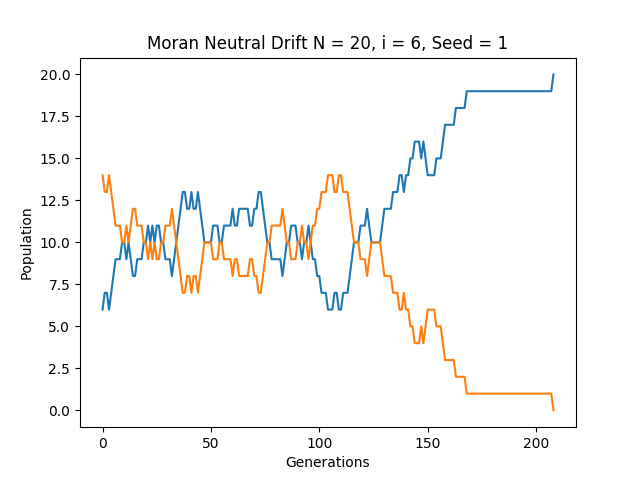 Moran Neutral Drift N = 20, i = 6, Seed = 1
20.0
17.5
15.0
12.5
10.0
7.5
5.0
2.5
0.0
Population
0 50 100 150 200
Generations